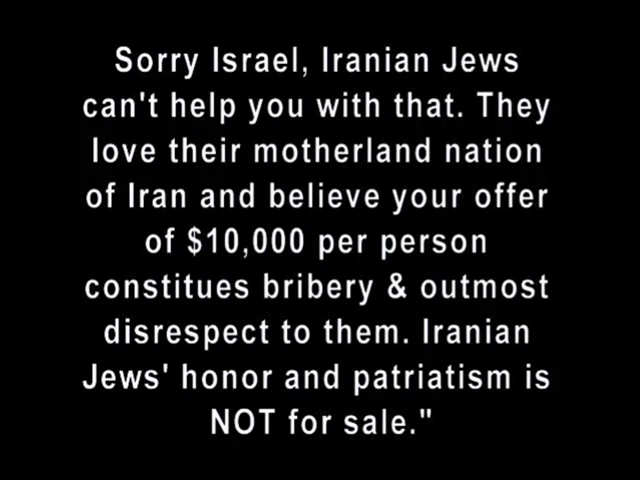 Sorry Israel, Iranian Jews
can't help you with that. They
love their motherland nation
of Iran and believe your offer
of $10,000 per person
constitues bribery & outmost
disrespect to them. Iranian
Jews' honor and patriatism is
NOT for sale."